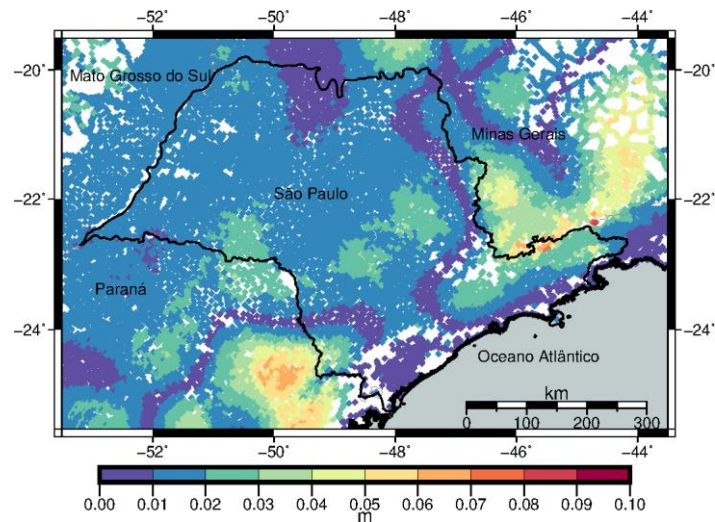 −52° −50° −48° −46° −44°
−20° −20°
Mato Grosso do Sul
Minas Gerais
−22° −22°
São Paulo
Paraná
−24° −24°
Oceano Atlântico
km
0 100 200 300
−52° −50° −48° −46° −44°
0.00 0.01 0.02 0.03 0.04 0.05 0.06 0.07 0.08 0.09 0.10
m